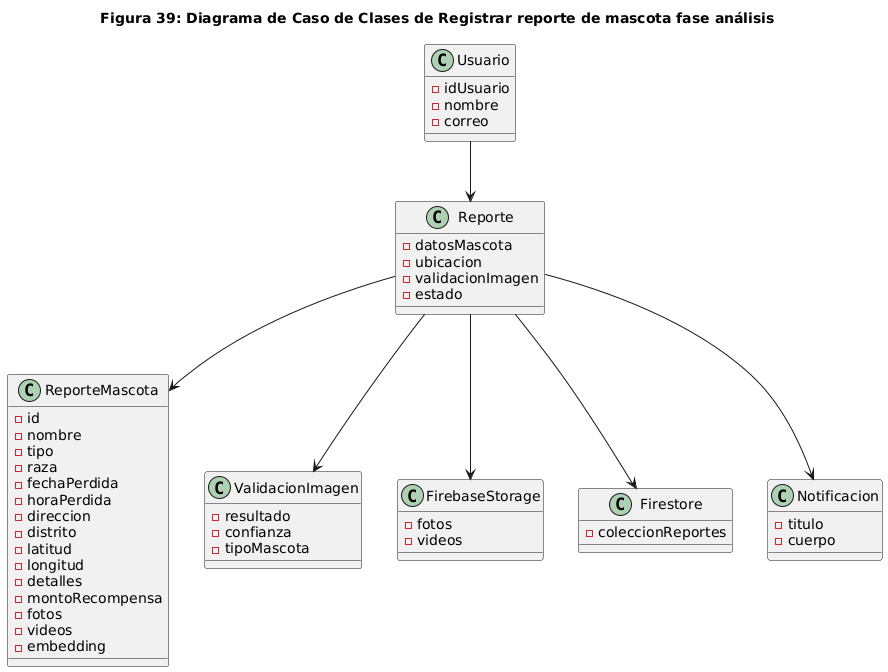 Figura 39: Diagrama de Caso de Clases de Registrar reporte de mascota fase análisis
C Usuario
idUsuario
nombre
correo
C Reporte
datosMascota
ubicacion
validacionImagen
estado
C ReporteMascota
id
nombre
tipo
raza
fechaPerdida
horaPerdida
direccion
distrito
latitud
longitud
detalles
montoRecompensa
fotos
videos
embedding
C ValidacionImagen
resultado
confianza
tipoMascota
C FirebaseStorage
fotos
videos
C Firestore
coleccionReportes
C Notificacion
titulo
cuerpo